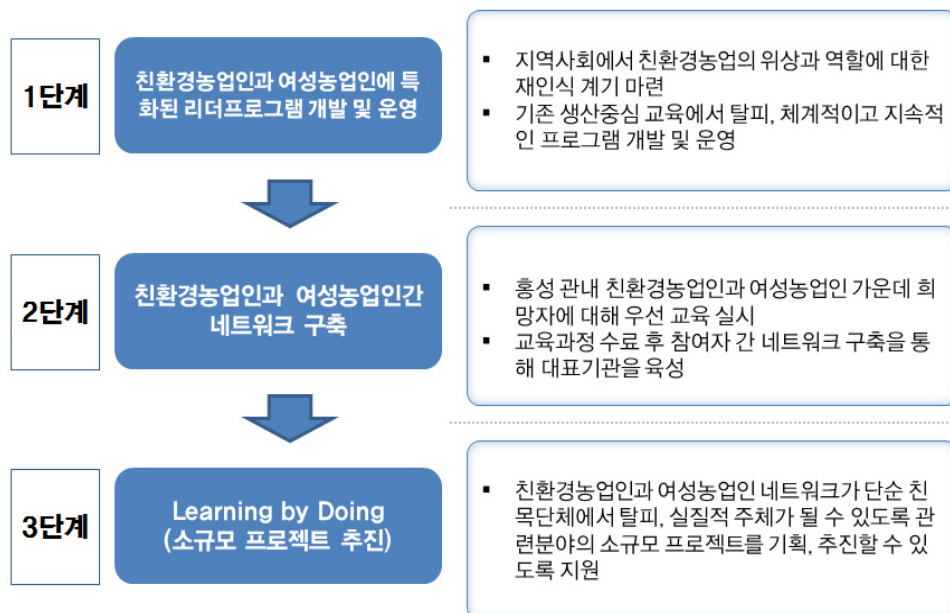 1단계
친환경농업인과 여성농업인에 특
화된 리더프로그램 개발 및 운영
▪ 지역사회에서 친환경농업의 위상과 역할에 대한
재인식 계기 마련
▪ 기존 생산중심 교육에서 탈피, 체계적이고 지속적
인 프로그램 개발 및 운영
2단계
친환경농업인과 여성농업인간
네트워크 구축
▪ 홍성 관내 친환경농업인과 여성농업인 가운데 희
망자에 대해 우선 교육 실시
▪ 교육과정 수료 후 참여자 간 네트워크 구축을 통
해 대표기관을 육성
3단계
Learning by Doing
(소규모 프로젝트 추진)
▪ 친환경농업인과 여성농업인 네트워크가 단순 친
목단체에서 탈피, 실질적 주체가 될 수 있도록 관
련분야의 소규모 프로젝트를 기획, 추진할 수 있
도록 지원